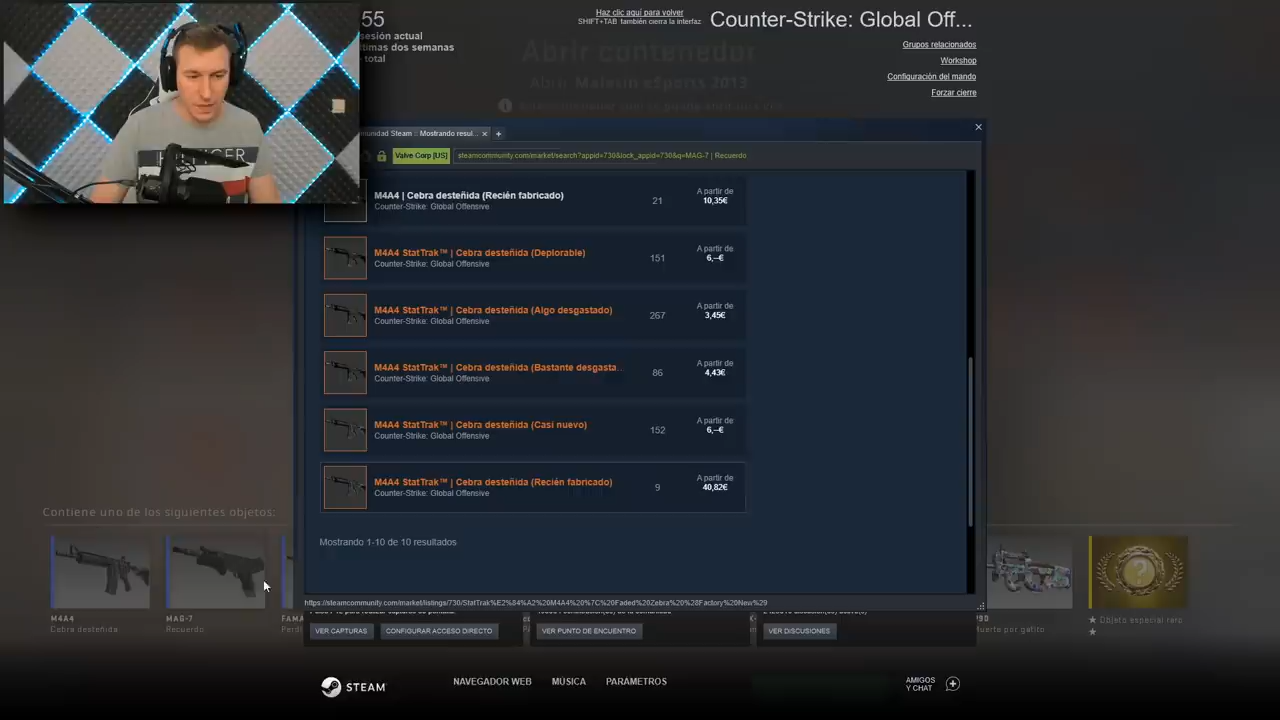 55
Haz clic aquí para volver
SHIFT+TAB también cierra la interfaz
Counter-Strike: Global Off...
sesión actual
ltimas dos semanas
total
Grupos relacionados
Workshop
Configuración del mando
Forzar cierre
Abrir contenedor
Abre Maletín eSports 2013
munidad Steam :: Mostrando resul...
Valve Corp [US]
steamcommunity.com/market/search?appid=730&lock_appid=730&q=MAG-7 | Recuerdo
M4A4 | Cebra desteñida (Recién fabricado)
Counter-Strike: Global Offensive
21
A partir de
10,35€
M4A4 StatTrak™ | Cebra desteñida (Deplorable)
Counter-Strike: Global Offensive
151
A partir de
6,--€
M4A4 StatTrak™ | Cebra desteñida (Algo desgastado)
Counter-Strike: Global Offensive
267
A partir de
3,45€
M4A4 StatTrak™ | Cebra desteñida (Bastante desgasta...
Counter-Strike: Global Offensive
86
A partir de
4,43€
M4A4 StatTrak™ | Cebra desteñida (Casi nuevo)
Counter-Strike: Global Offensive
152
A partir de
6,--€
M4A4 StatTrak™ | Cebra desteñida (Recién fabricado)
Counter-Strike: Global Offensive
9
A partir de
40,82€
Mostrando 1-10 de 10 resultados
Contiene uno de los siguientes objetos:
https://steamcommunity.com/market/listings/730/StatTrak%E2%84%A2%20M4A4%20%7C%20Faded%20Zebra%20%28Factory%20New%29
M4A4
Cebra desteñida
MAG-7
Recuerdo
FAMA
Perdi
P90
Muerte por gatito
★ Objeto especial raro
★
VER CAPTURAS
CONFIGURAR ACCESO DIRECTO
VER PUNTO DE ENCUENTRO
VER DISCUSIONES
STEAM
NAVEGADOR WEB
MÚSICA
PARÁMETROS
AMIGOS
Y CHAT